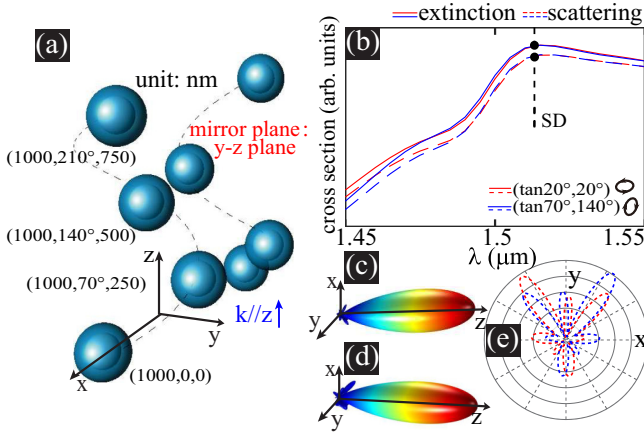 extinction scattering
(a)
unit: nm
mirror plane:
y-z plane
(1000,210°,750)
(1000,140°,500)
(1000,70°,250)
(1000,0,0)
z
y
x
k//z
(b)
cross section (arb. units)
SD
(tan20°,20°)
(tan70°,140°)
1.45 1.5 1.55
λ (μm)
(c)
x
y
z
(d)
x
y
z
(e)
y
x